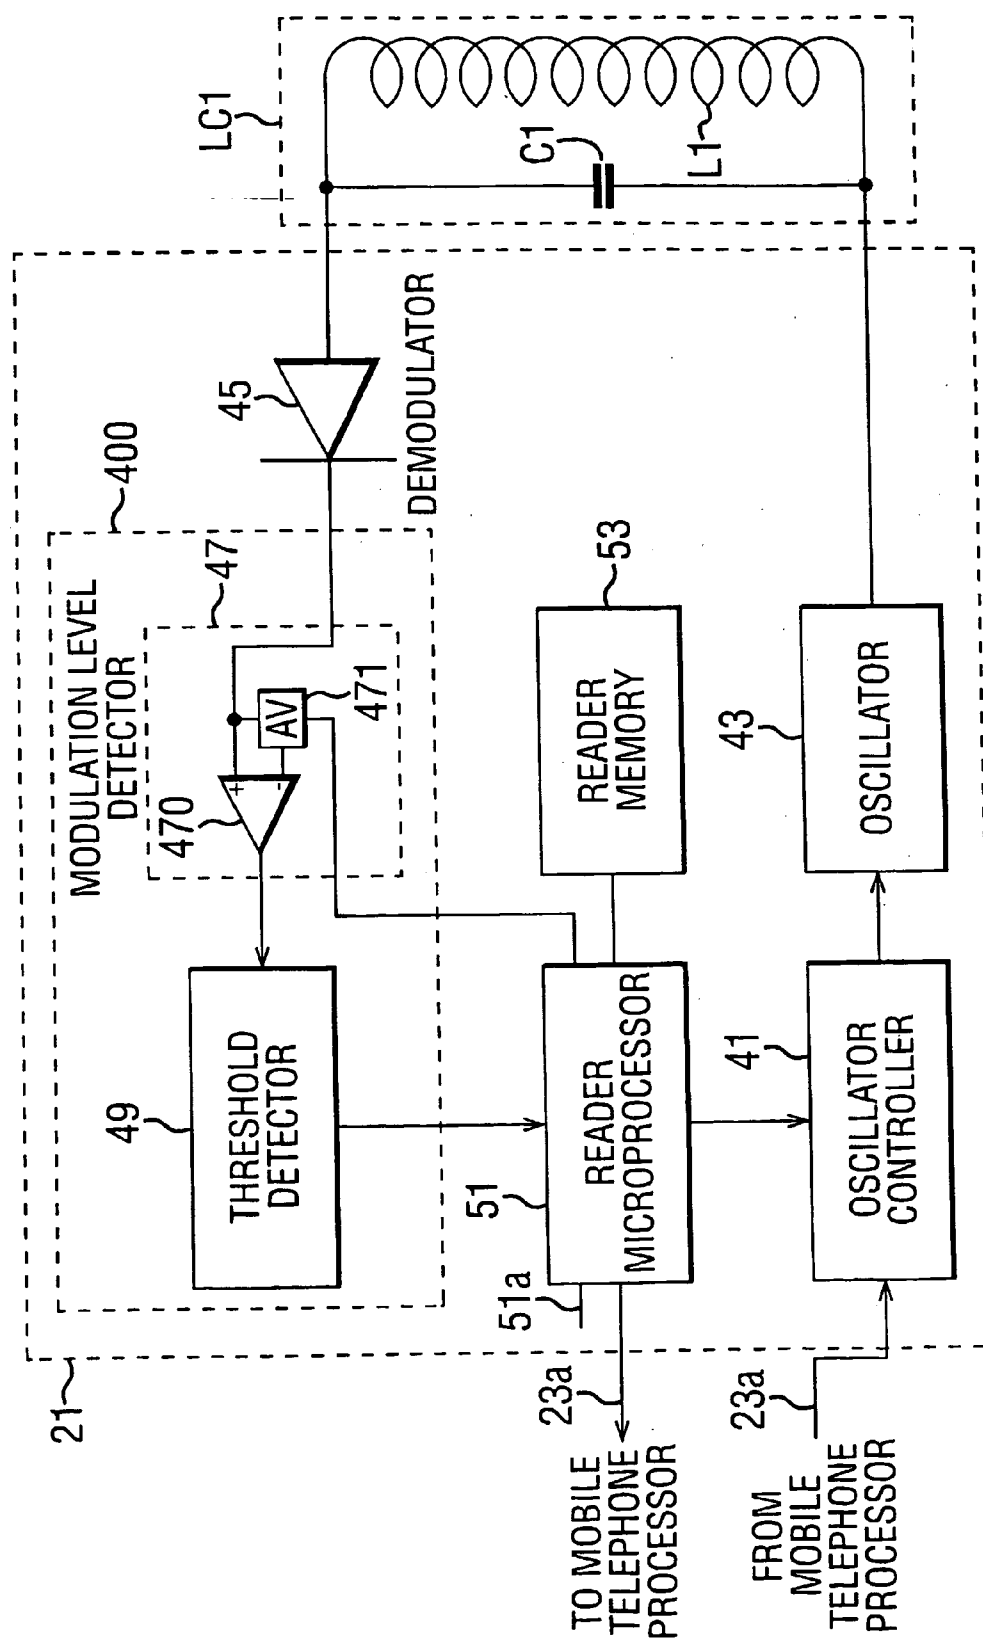 LC1
C1
L1
400
MODULATION LEVEL
DETECTOR
47
45
DEMODULATOR
470
+
-
AV
471
49
THRESHOLD
DETECTOR
53
READER
MEMORY
43
OSCILLATOR
51
READER
MICROPROCESSOR
51a
41
OSCILLATOR
CONTROLLER
21
23a
TO MOBILE
TELEPHONE
PROCESSOR
23a
FROM
MOBILE
TELEPHONE
PROCESSOR